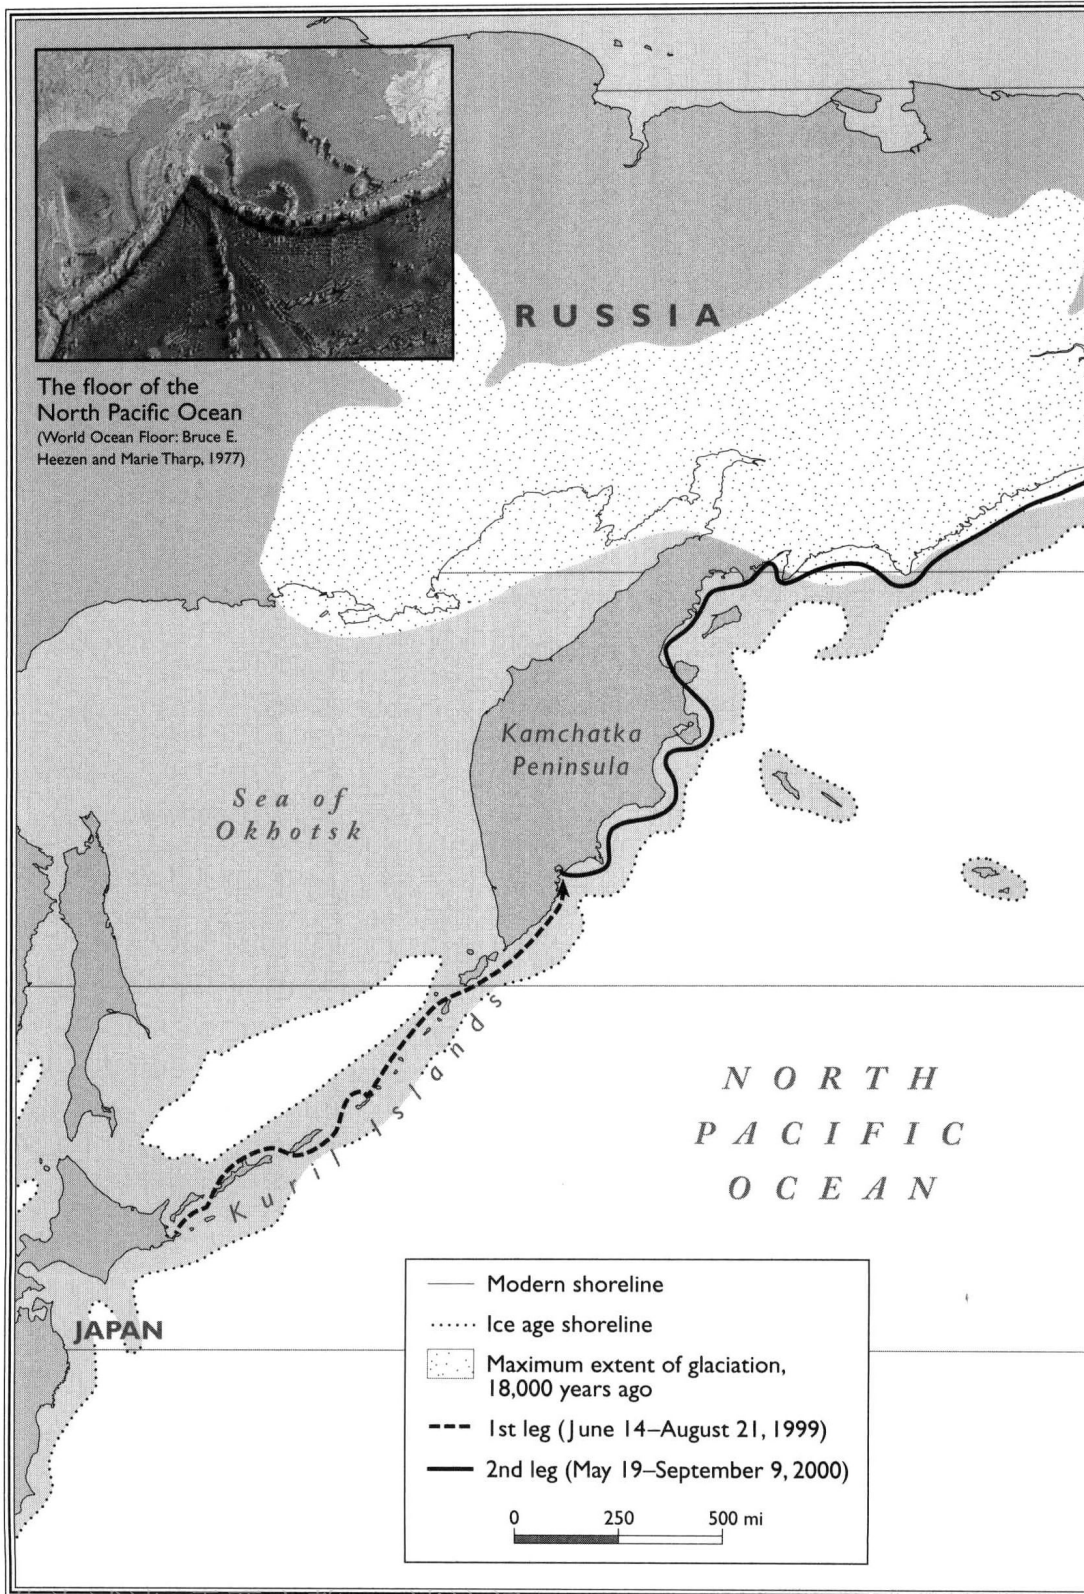 The floor of the
North Pacific Ocean
(World Ocean Floor: Bruce E.
Heezen and Marie Tharp, 1977)
RUSSIA
Kamchatka
Peninsula
Sea of
Okhotsk
Kuril Islands
NORTH
PACIFIC
OCEAN
JAPAN
Modern shoreline
Ice age shoreline
Maximum extent of glaciation,
18,000 years ago
1st leg (June 14–August 21, 1999)
2nd leg (May 19–September 9, 2000)
0 250 500 mi